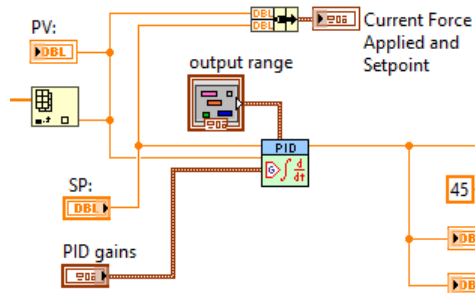 DBL
DBL
Current Force
Applied and
Setpoint
PV:
DBL
output range
PID
G ∫ d/dt
SP:
DBL
45
PID gains
DB
DB